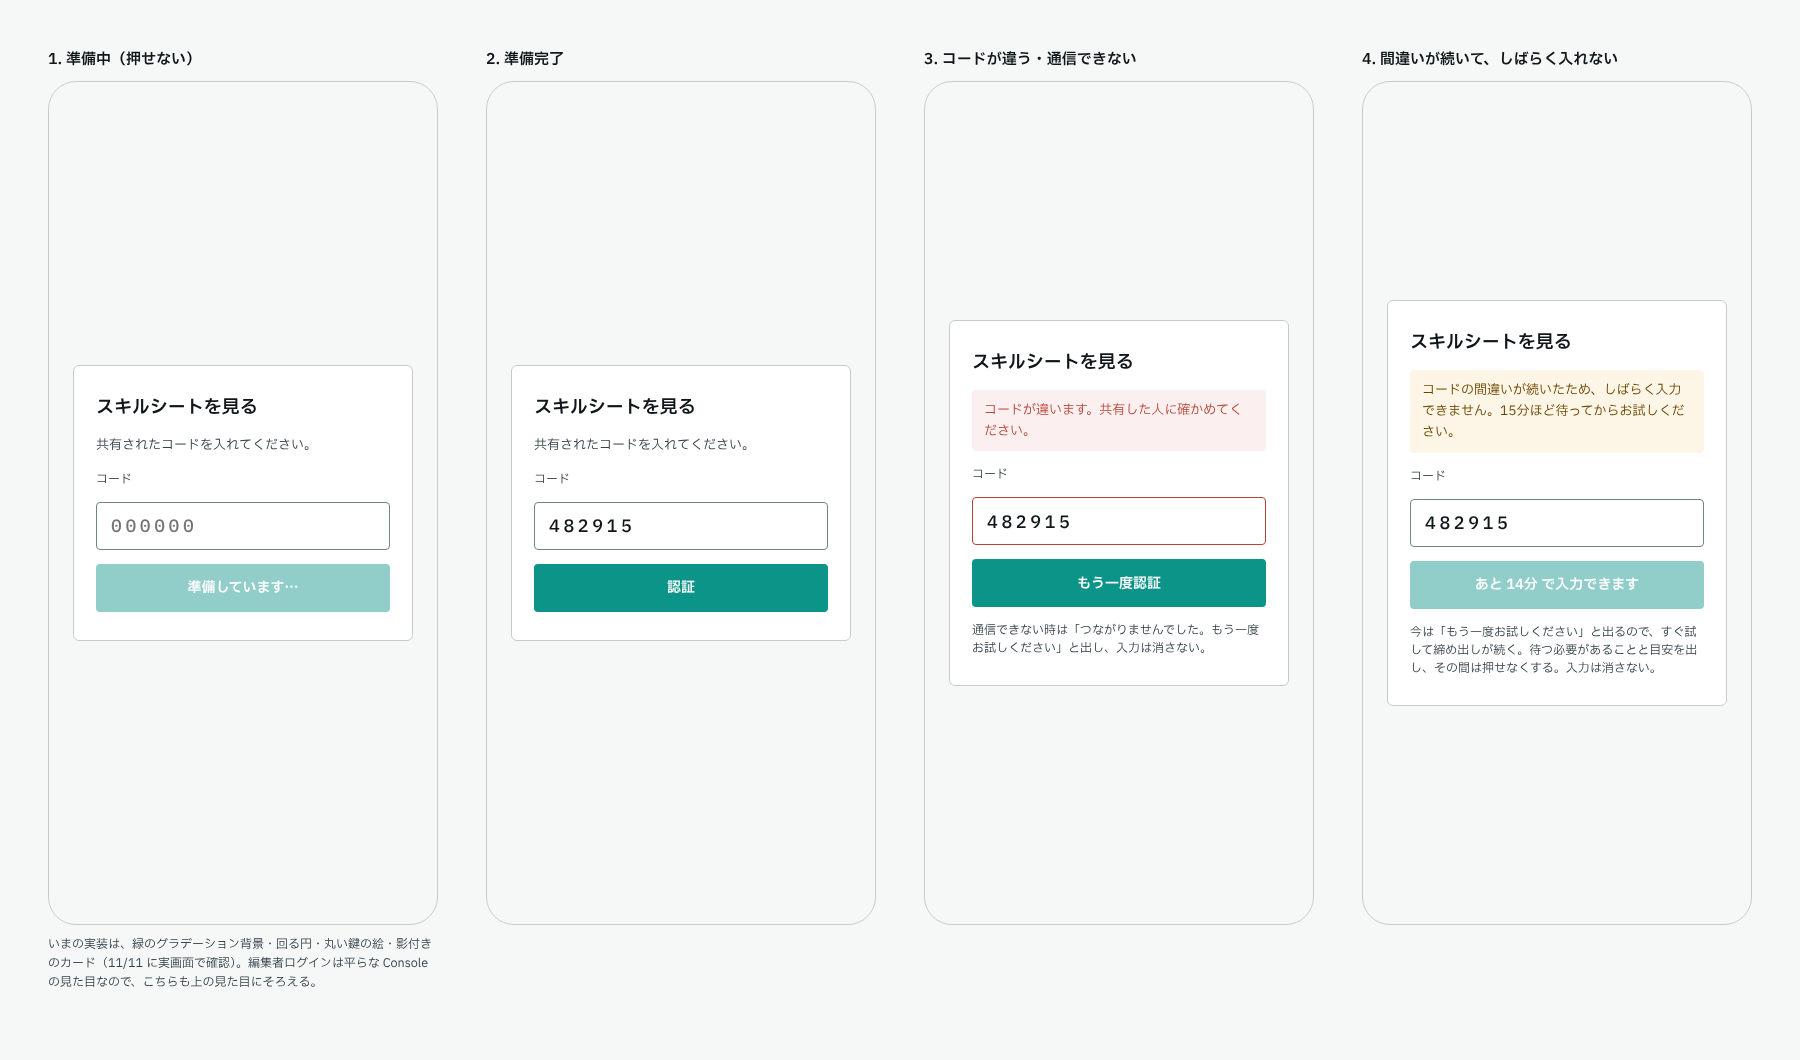 1. 準備中（押せない）
スキルシートを見る
共有されたコードを入れてください。
コード
000000
準備しています…
いまの実装は、緑のグラデーション背景・回る円・丸い鍵の絵・影付き
のカード（11/11 に実画面で確認）。編集者ログインは平らな Console
の見た目なので、こちらも上の見た目にそろえる。
2. 準備完了
スキルシートを見る
共有されたコードを入れてください。
コード
482915
認証
3. コードが違う・通信できない
スキルシートを見る
コードが違います。共有した人に確かめてく
ださい。
コード
482915
もう一度認証
通信できない時は「つながりませんでした。もう一度
お試しください」と出し、入力は消さない。
4. 間違いが続いて、しばらく入れない
スキルシートを見る
コードの間違いが続いたため、しばらく入力
できません。15分ほど待ってからお試しくだ
さい。
コード
482915
あと 14分 で入力できます
今は「もう一度お試しください」と出るので、すぐ試
して締め出しが続く。待つ必要があることと目安を出
し、その間は押せなくする。入力は消さない。